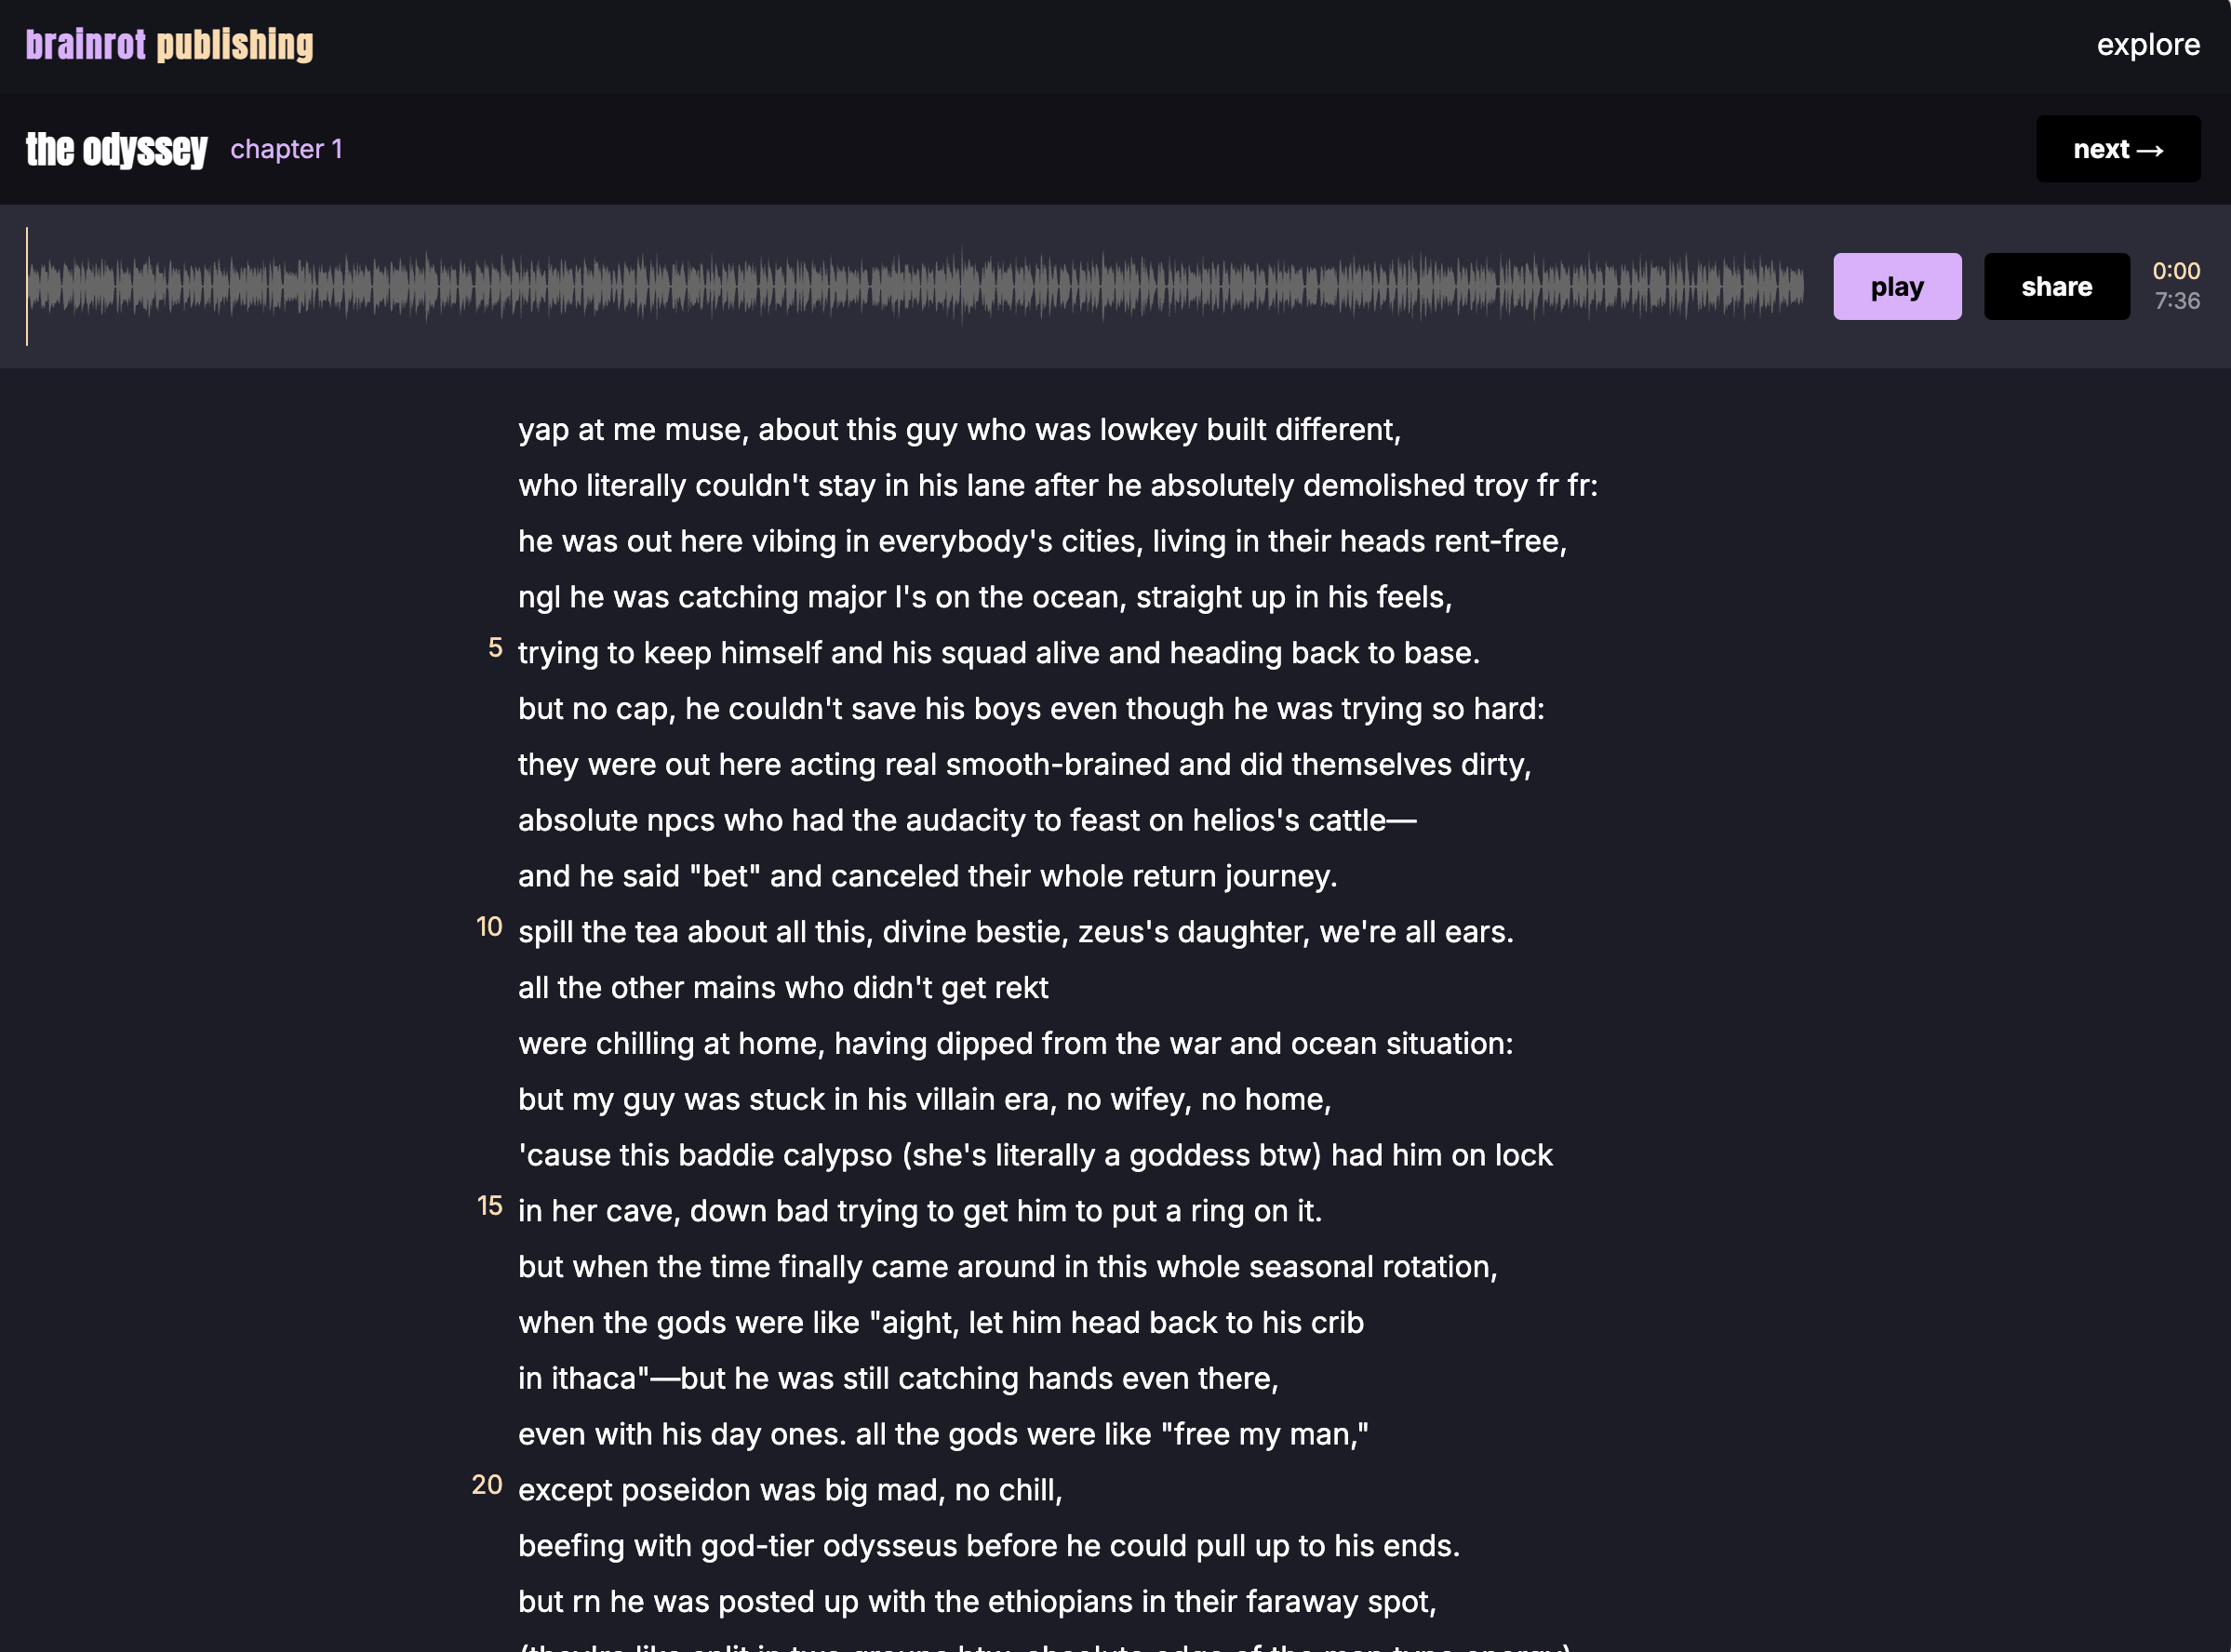 brainrot publishing
explore
the odyssey chapter 1
next →
play
share
0:00
7:36
yap at me muse, about this guy who was lowkey built different,
who literally couldn't stay in his lane after he absolutely demolished troy fr fr:
he was out here vibing in everybody's cities, living in their heads rent-free,
ngl he was catching major l's on the ocean, straight up in his feels,
5 trying to keep himself and his squad alive and heading back to base.
but no cap, he couldn't save his boys even though he was trying so hard:
they were out here acting real smooth-brained and did themselves dirty,
absolute npcs who had the audacity to feast on helios's cattle—
and he said "bet" and canceled their whole return journey.
10 spill the tea about all this, divine bestie, zeus's daughter, we're all ears.
all the other mains who didn't get rekt
were chilling at home, having dipped from the war and ocean situation:
but my guy was stuck in his villain era, no wifey, no home,
'cause this baddie calypso (she's literally a goddess btw) had him on lock
15 in her cave, down bad trying to get him to put a ring on it.
but when the time finally came around in this whole seasonal rotation,
when the gods were like "aight, let him head back to his crib
in ithaca"—but he was still catching hands even there,
even with his day ones. all the gods were like "free my man,"
20 except poseidon was big mad, no chill,
beefing with god-tier odysseus before he could pull up to his ends.
but rn he was posted up with the ethiopians in their faraway spot,
(they're like split in two groups btw, absolute edge of the map type energy)